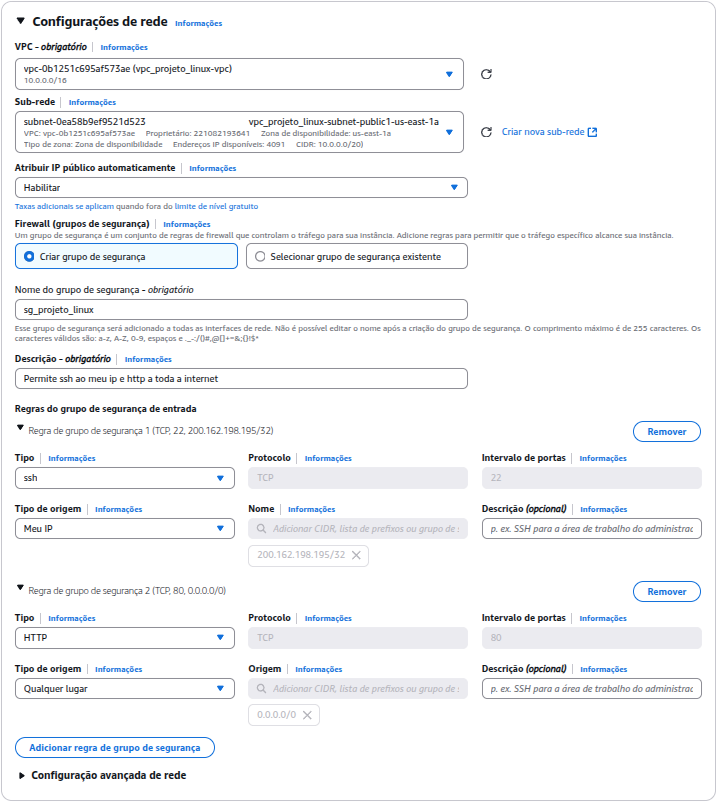 Configurações de rede Informações
VPC – obrigatório Informações
vpc-0b1251c695af573ae (vpc_projeto_linux-vpc)
10.0.0.0/16
Sub-rede Informações
subnet-0ea58b9ef9521d523 vpc_projeto_linux-subnet-public1-us-east-1a
VPC: vpc-0b1251c695af573ae Proprietário: 221082193641 Zona de disponibilidade: us-east-1a
Tipo de zona: Zona de disponibilidade Endereços IP disponíveis: 4091 CIDR: 10.0.0.0/20)
Criar nova sub-rede
Atribuir IP público automaticamente Informações
Habilitar
Taxas adicionais se aplicam quando fora do limite de nível gratuito
Firewall (grupos de segurança) Informações
Um grupo de segurança é um conjunto de regras de firewall que controlam o tráfego para sua instância. Adicione regras para permitir que o tráfego específico alcance sua instância.
Criar grupo de segurança
Selecionar grupo de segurança existente
Nome do grupo de segurança – obrigatório
sg_projeto_linux
Esse grupo de segurança será adicionado a todas as interfaces de rede. Não é possível editar o nome após a criação do grupo de segurança. O comprimento máximo é de 255 caracteres. Os
caracteres válidos são: a-z, A-Z, 0-9, espaços e ._-:/()#,@[]+=&;{}!$*
Descrição – obrigatório Informações
Permite ssh ao meu ip e http a toda a internet
Regras do grupo de segurança de entrada
Regra de grupo de segurança 1 (TCP, 22, 200.162.198.195/32)
Remover
Tipo Informações Protocolo Informações Intervalo de portas Informações
ssh TCP 22
Tipo de origem Informações Nome Informações Descrição (opcional) Informações
Meu IP Adicionar CIDR, lista de prefixos ou grupo de s p. ex. SSH para a área de trabalho do administrac
200.162.198.195/32
Regra de grupo de segurança 2 (TCP, 80, 0.0.0.0/0)
Remover
Tipo Informações Protocolo Informações Intervalo de portas Informações
HTTP TCP 80
Tipo de origem Informações Origem Informações Descrição (opcional) Informações
Qualquer lugar Adicionar CIDR, lista de prefixos ou grupo de s p. ex. SSH para a área de trabalho do administrac
0.0.0.0/0
Adicionar regra de grupo de segurança
Configuração avançada de rede